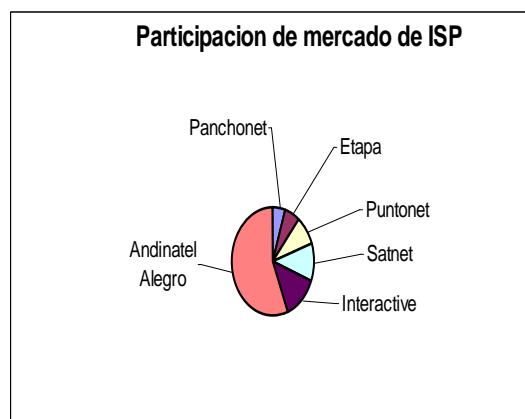 Participacion de mercado de ISP
Panchonet
Etapa
Puntonet
Satnet
Interactive
Andinatel
Alegro